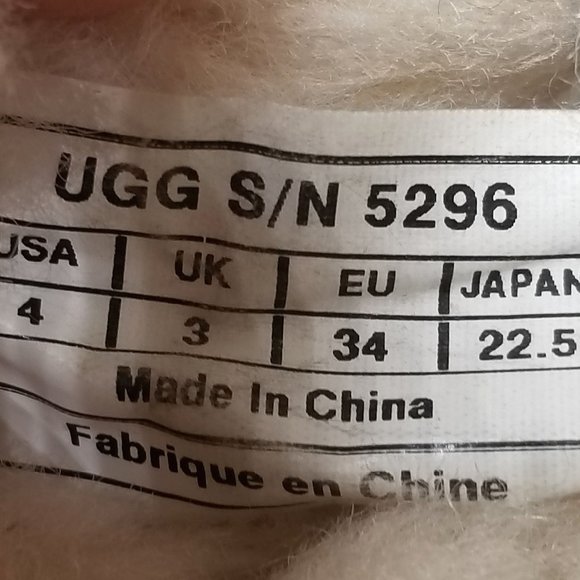 UGG S/N 5296
USA | UK | EU | JAPAN
4 | 3 | 34 | 22.5
Made In China
Fabrique en Chine